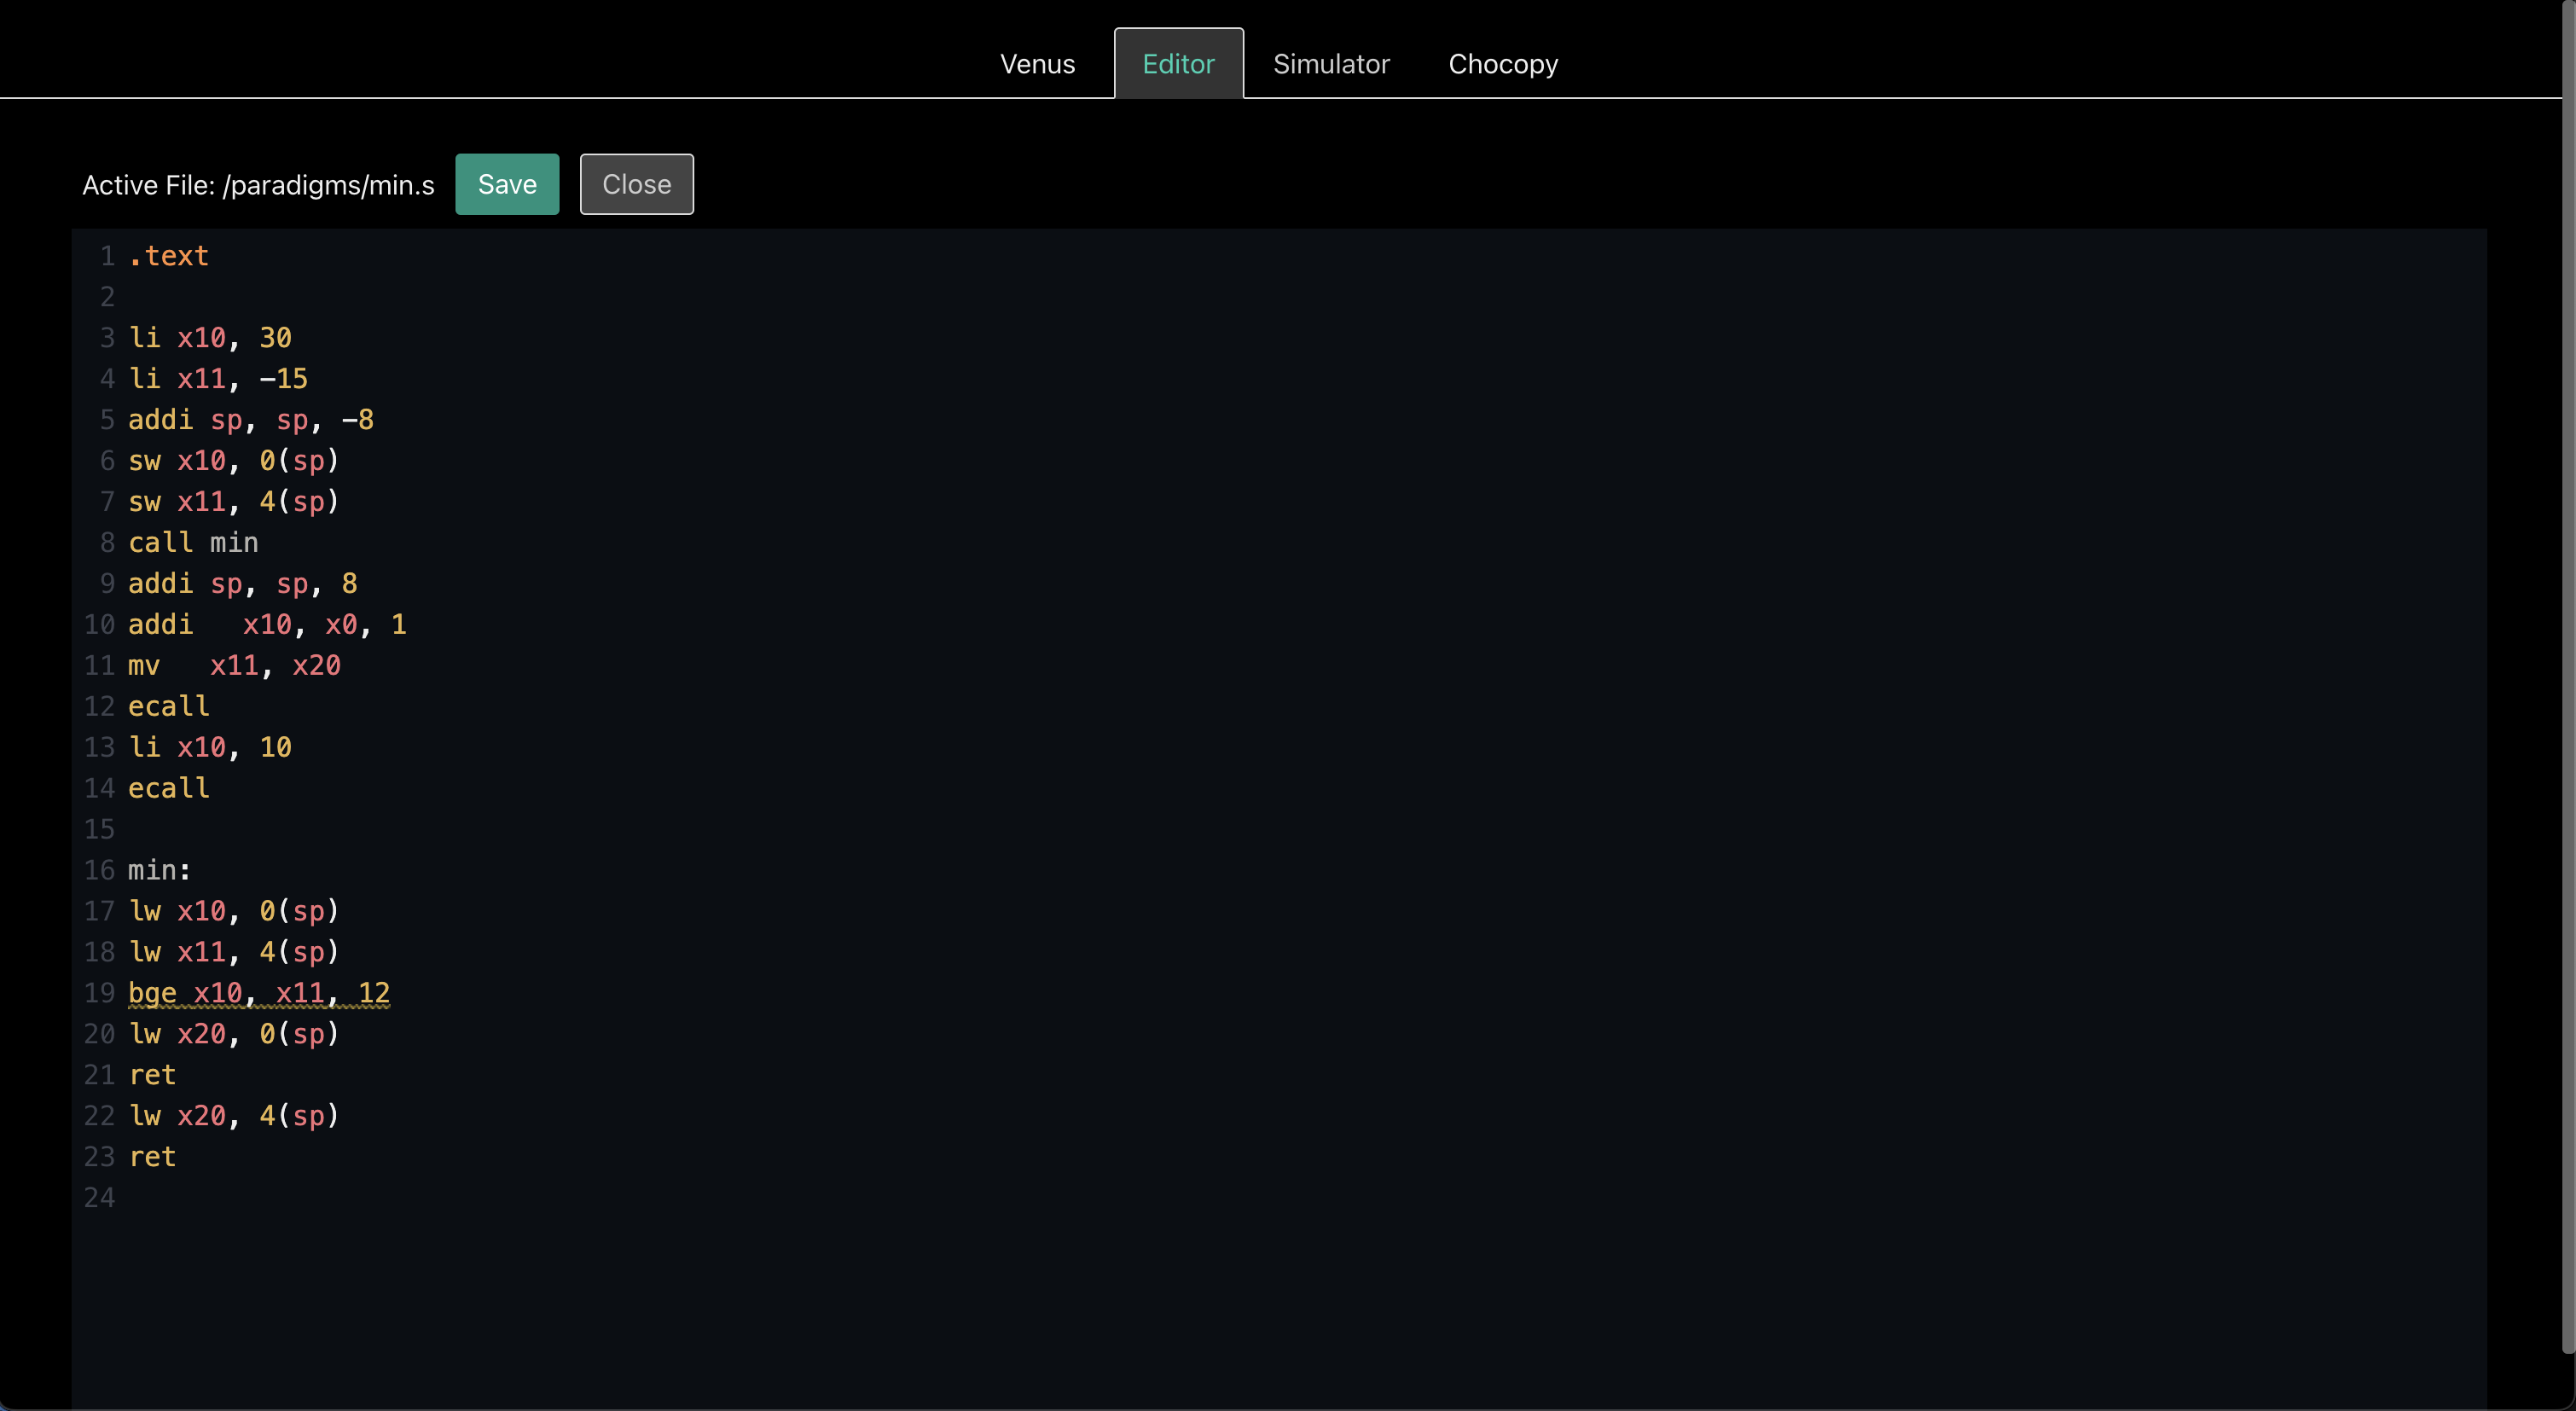 Venus Editor Simulator Chocopy
Active File: /paradigms/min.s Save Close
1 .text
2
3 li x10, 30
4 li x11, -15
5 addi sp, sp, -8
6 sw x10, 0(sp)
7 sw x11, 4(sp)
8 call min
9 addi sp, sp, 8
10 addi   x10, x0, 1
11 mv   x11, x20
12 ecall
13 li x10, 10
14 ecall
15
16 min:
17 lw x10, 0(sp)
18 lw x11, 4(sp)
19 bge x10, x11, 12
20 lw x20, 0(sp)
21 ret
22 lw x20, 4(sp)
23 ret
24